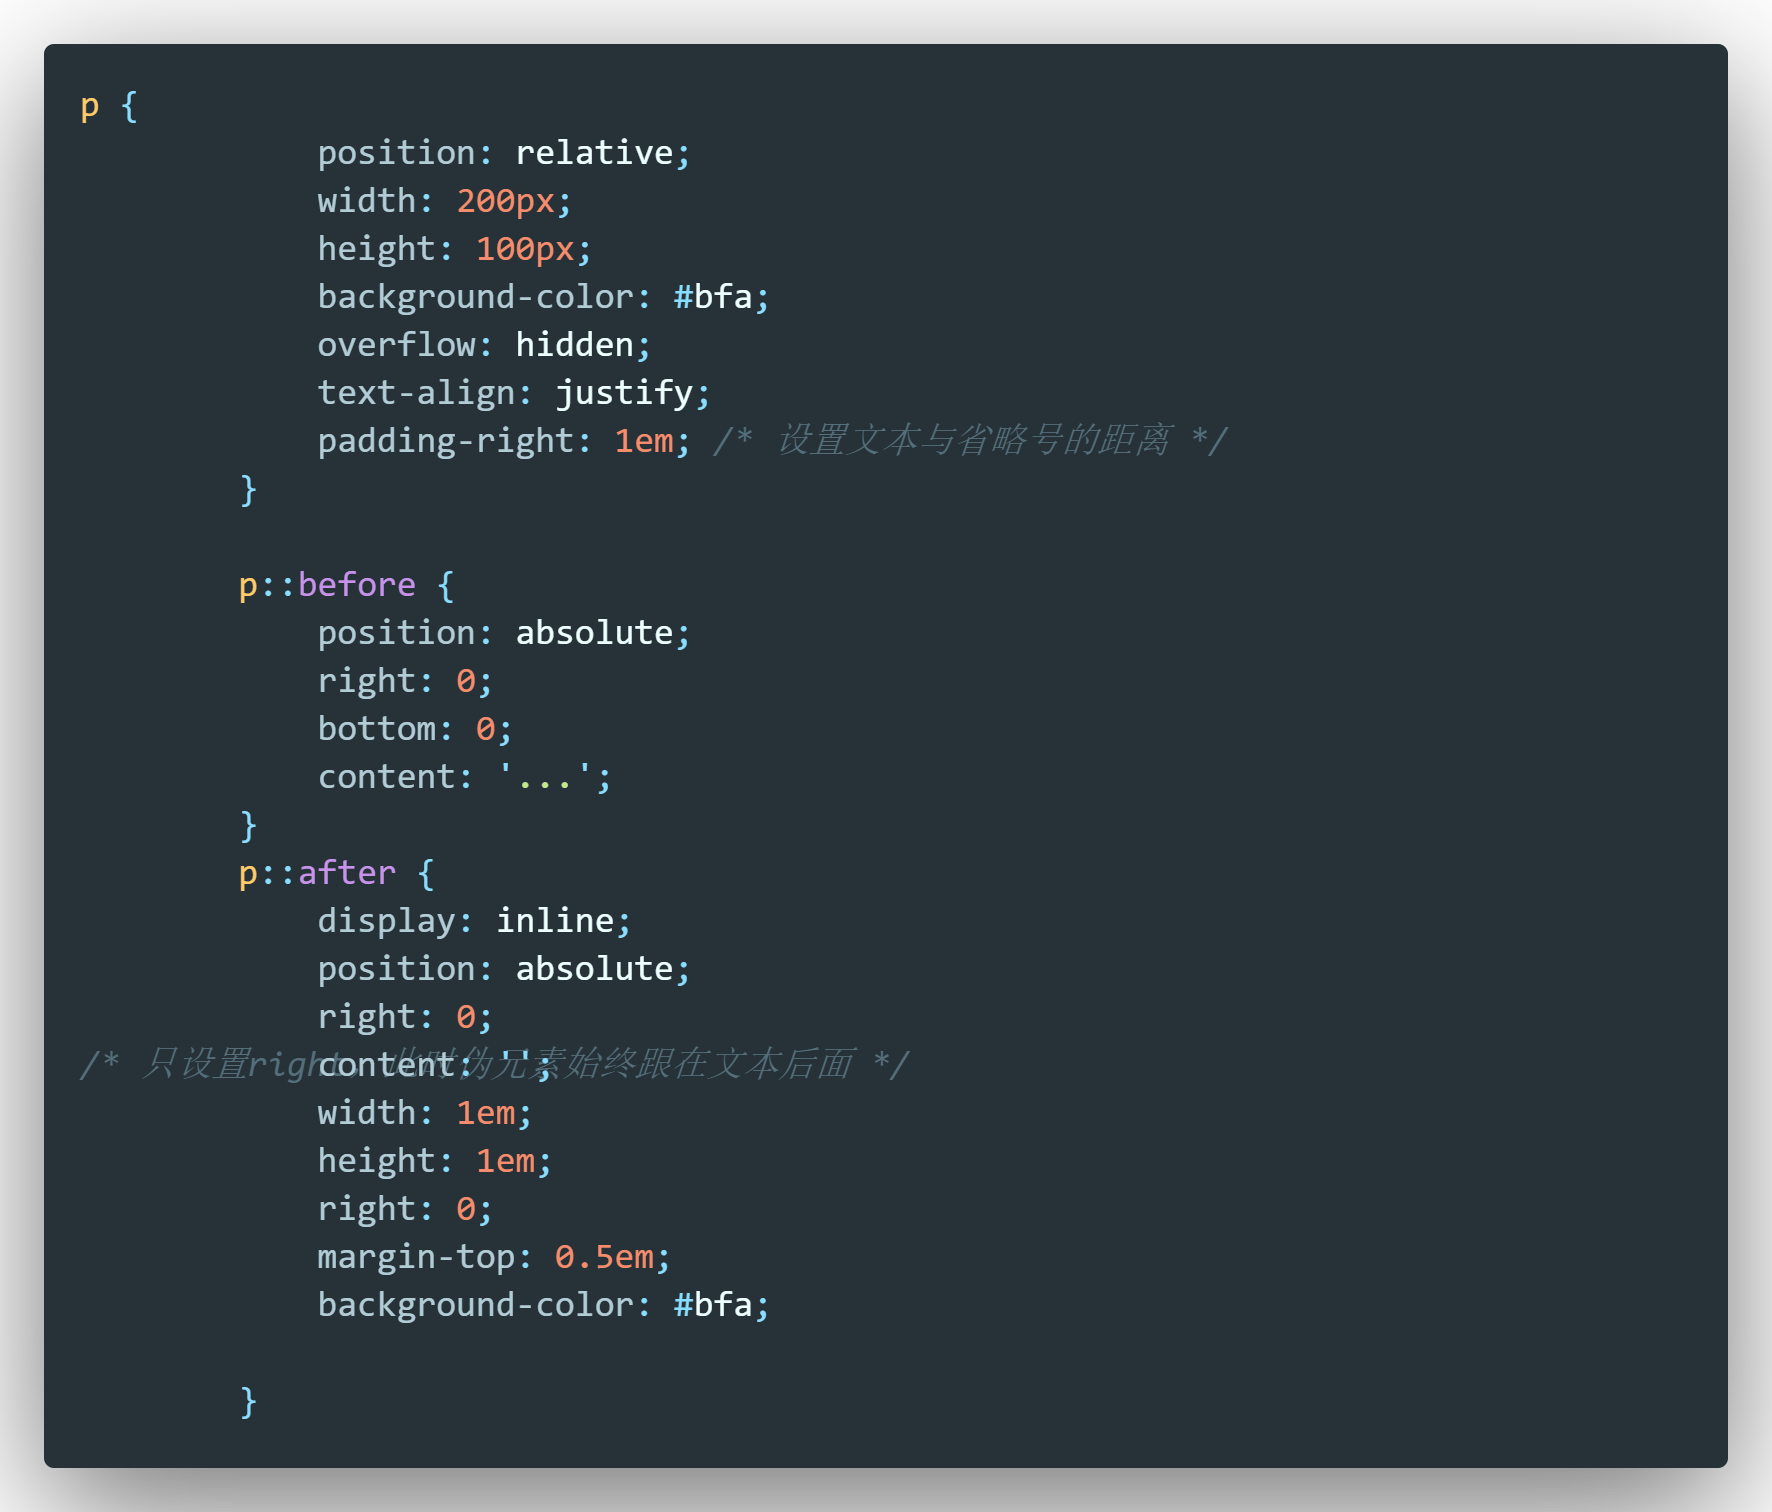 p {
position: relative;
width: 200px;
height: 100px;
background-color: #bfa;
overflow: hidden;
text-align: justify;
padding-right: 1em; /* 设置文本与省略号的距离 */
}
p::before {
position: absolute;
right: 0;
bottom: 0;
content: '...';
}
p::after {
display: inline;
position: absolute;
right: 0;
/* 只设置right，此时伪元素始终跟在文本后面 */
content: '';
width: 1em;
height: 1em;
right: 0;
margin-top: 0.5em;
background-color: #bfa;
}